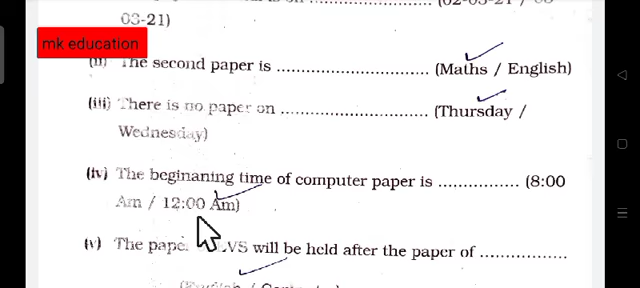 03-21)
mk education
(ii) The second paper is .................................. (Maths / English)
(iii) There is no paper on ................................. (Thursday /
Wednesday)
(iv) The beginaning time of computer paper is .................. (8:00
Am / 12:00 Am)
(v) The VS will be held after the paper of ...................